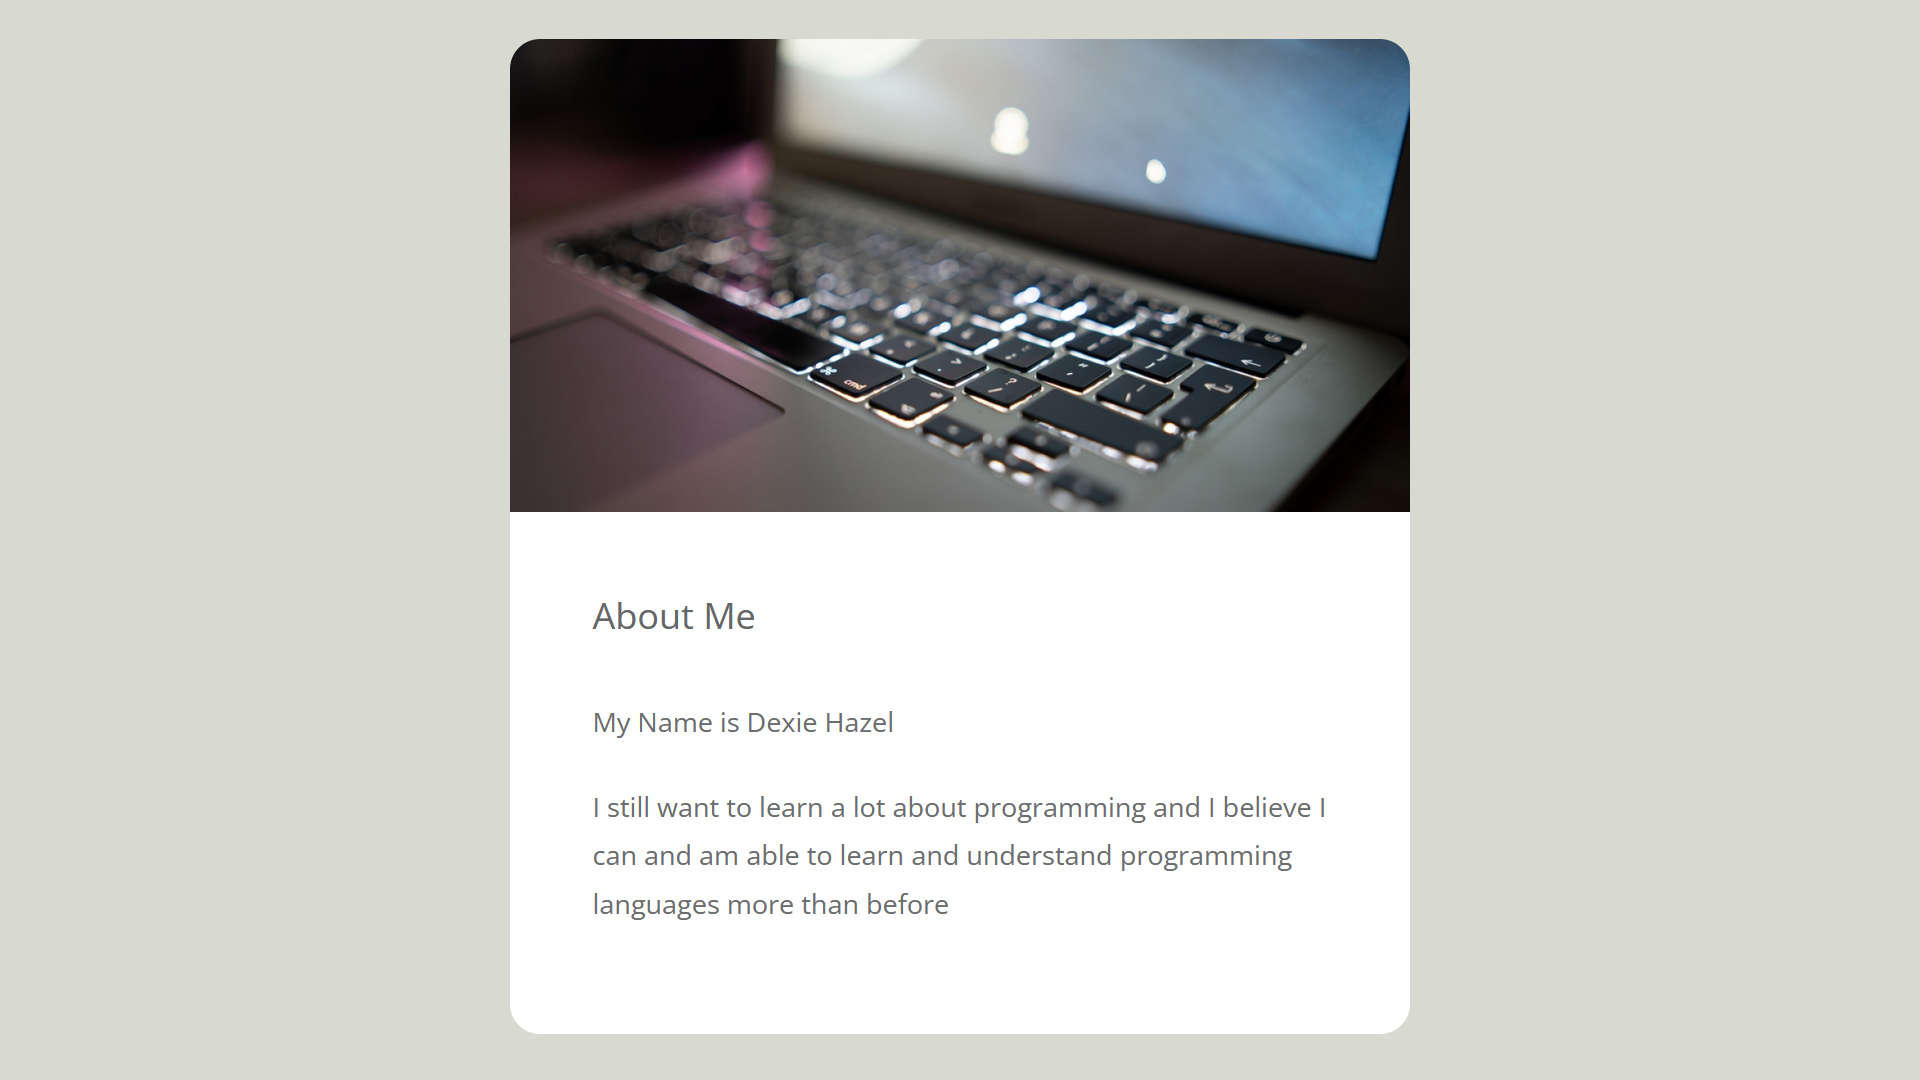 cmd
About Me
My Name is Dexie Hazel
I still want to learn a lot about programming and I believe I
can and am able to learn and understand programming
languages more than before